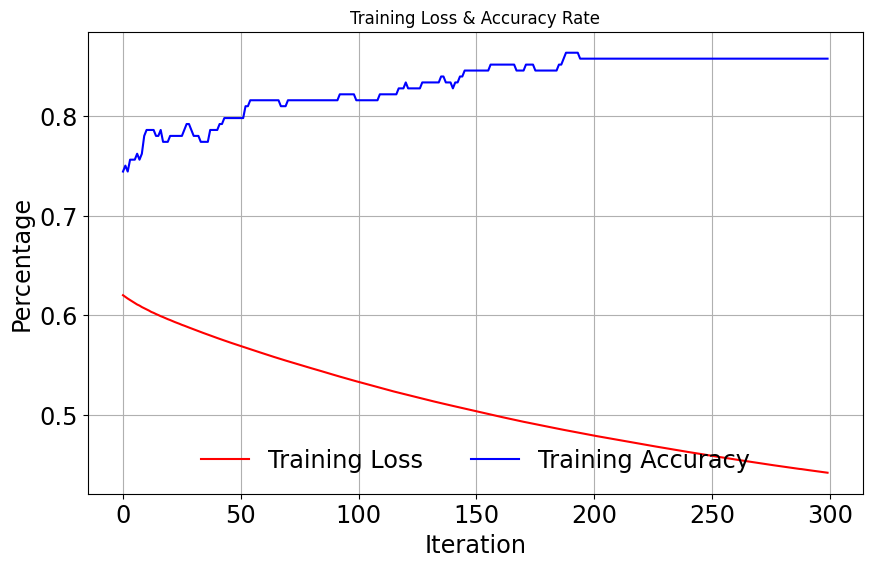 Training Loss & Accuracy Rate
Percentage
0.8
0.7
0.6
0.5
Training Loss
Training Accuracy
0 50 100 150 200 250 300
Iteration